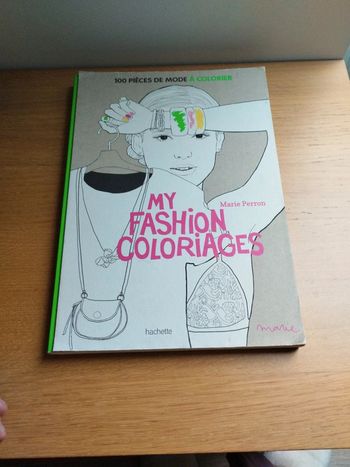 100 PIÈCES DE MODE À COLORIER
Marie Perron
MY
FASHION
COLORIAGES
hachette
marie